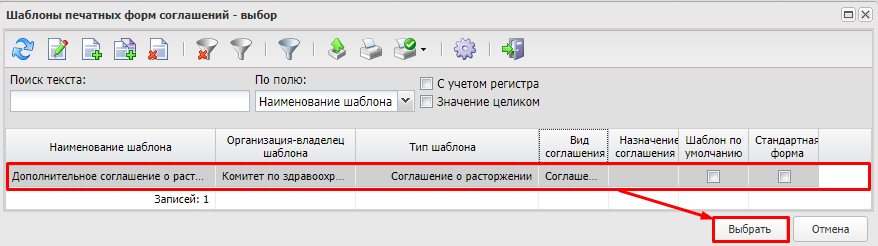 Шаблоны печатных форм соглашений - выбор
Поиск текста:
По полю:
Наименование шаблона
С учетом регистра
Значение целиком
Наименование шаблона
Организация-владелец шаблона
Тип шаблона
Вид соглашения
Назначение соглашения
Шаблон по умолчанию
Стандартная форма
Дополнительное соглашение о раст...
Комитет по здравоохр...
Соглашение о расторжении
Соглаше...
Записей: 1
Выбрать
Отмена